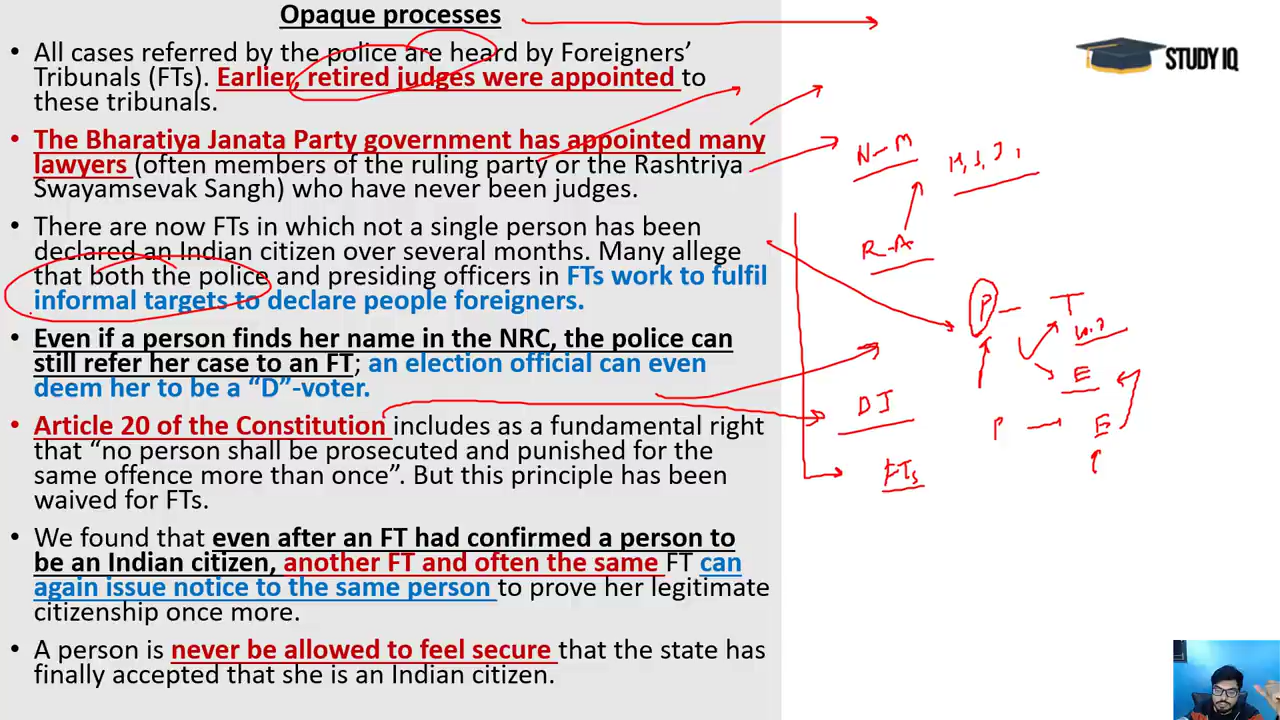 Opaque processes
• All cases referred by the police are heard by Foreigners’
Tribunals (FTs). Earlier, retired judges were appointed to
these tribunals.
• The Bharatiya Janata Party government has appointed many
lawyers (often members of the ruling party or the Rashtriya
Swayamsevak Sangh) who have never been judges.
• There are now FTs in which not a single person has been
declared an Indian citizen over several months. Many allege
that both the police and presiding officers in FTs work to fulfil
informal targets to declare people foreigners.
• Even if a person finds her name in the NRC, the police can
still refer her case to an FT; an election official can even
deem her to be a “D”-voter.
• Article 20 of the Constitution includes as a fundamental right
that “no person shall be prosecuted and punished for the
same offence more than once”. But this principle has been
waived for FTs.
• We found that even after an FT had confirmed a person to
be an Indian citizen, another FT and often the same FT can
again issue notice to the same person to prove her legitimate
citizenship once more.
• A person is never be allowed to feel secure that the state has
finally accepted that she is an Indian citizen.
STUDY IQ
N-M
R-A
P - T
E
DJ
P → E
FTs